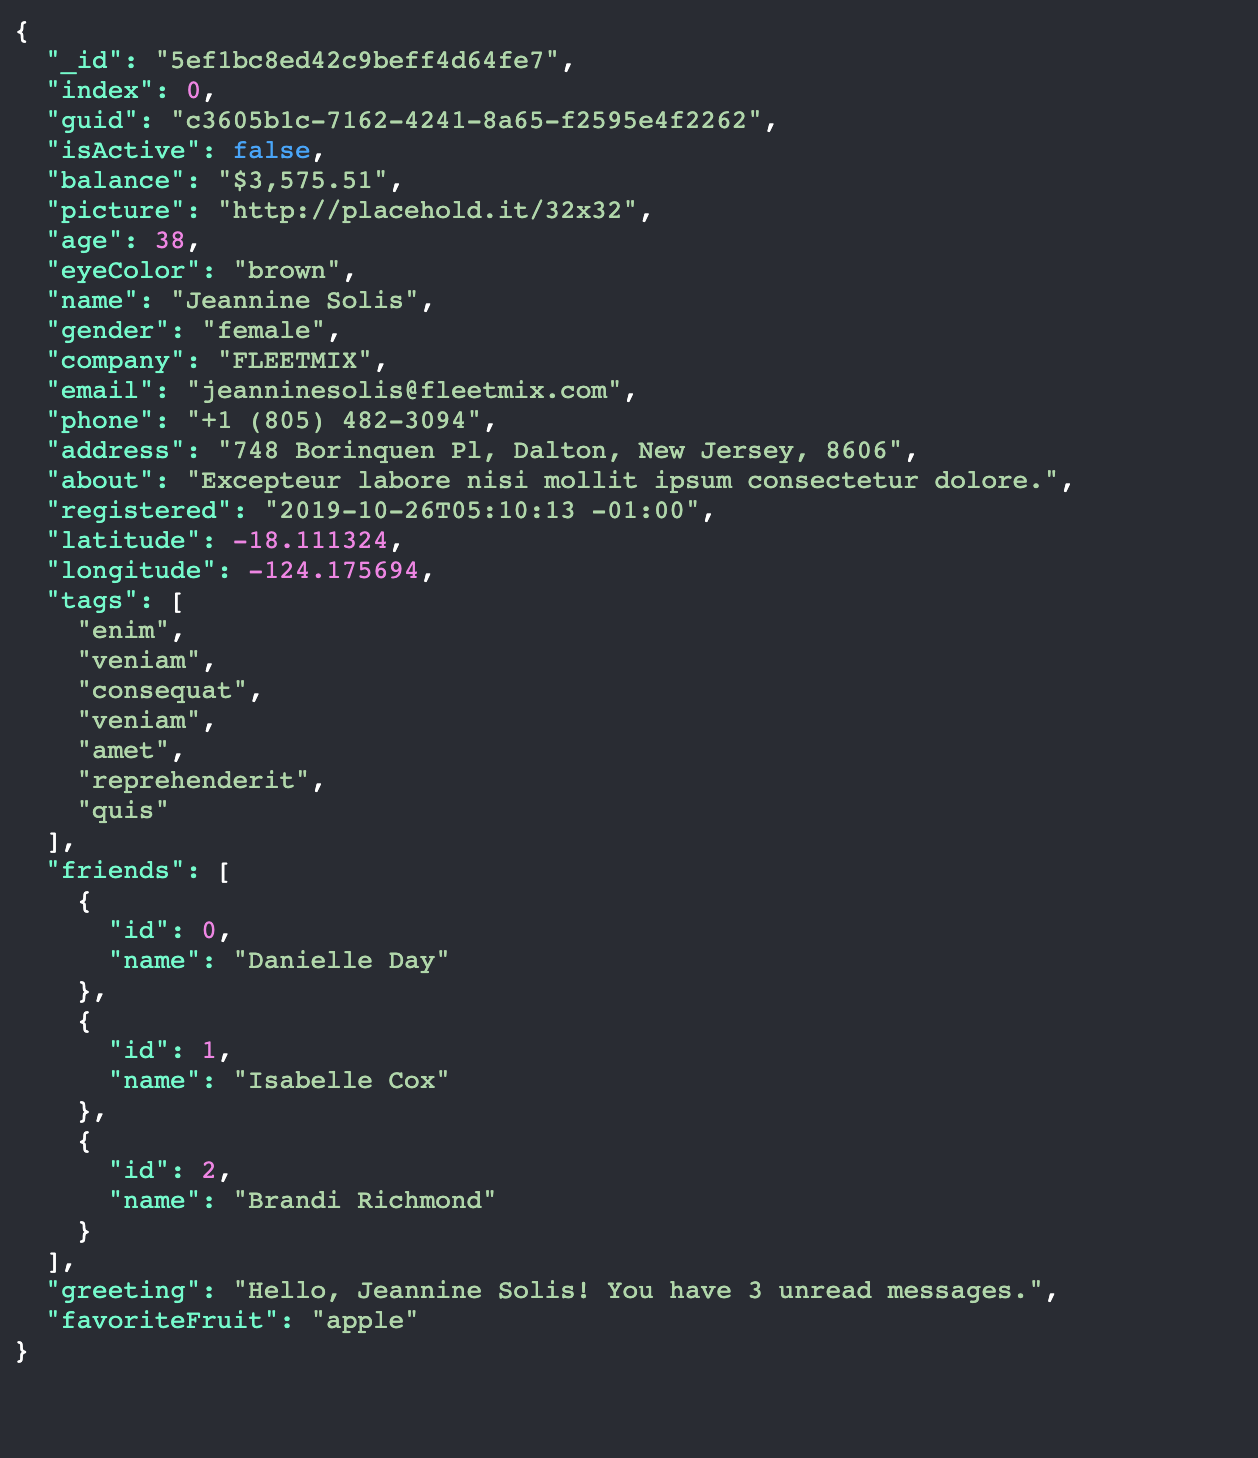 {
  "_id": "5ef1bc8ed42c9beff4d64fe7",
  "index": 0,
  "guid": "c3605b1c-7162-4241-8a65-f2595e4f2262",
  "isActive": false,
  "balance": "$3,575.51",
  "picture": "http://placehold.it/32x32",
  "age": 38,
  "eyeColor": "brown",
  "name": "Jeannine Solis",
  "gender": "female",
  "company": "FLEETMIX",
  "email": "jeanninesolis@fleetmix.com",
  "phone": "+1 (805) 482-3094",
  "address": "748 Borinquen Pl, Dalton, New Jersey, 8606",
  "about": "Excepteur labore nisi mollit ipsum consectetur dolore.",
  "registered": "2019-10-26T05:10:13 -01:00",
  "latitude": -18.111324,
  "longitude": -124.175694,
  "tags": [
    "enim",
    "veniam",
    "consequat",
    "veniam",
    "amet",
    "reprehenderit",
    "quis"
  ],
  "friends": [
    {
      "id": 0,
      "name": "Danielle Day"
    },
    {
      "id": 1,
      "name": "Isabelle Cox"
    },
    {
      "id": 2,
      "name": "Brandi Richmond"
    }
  ],
  "greeting": "Hello, Jeannine Solis! You have 3 unread messages.",
  "favoriteFruit": "apple"
}